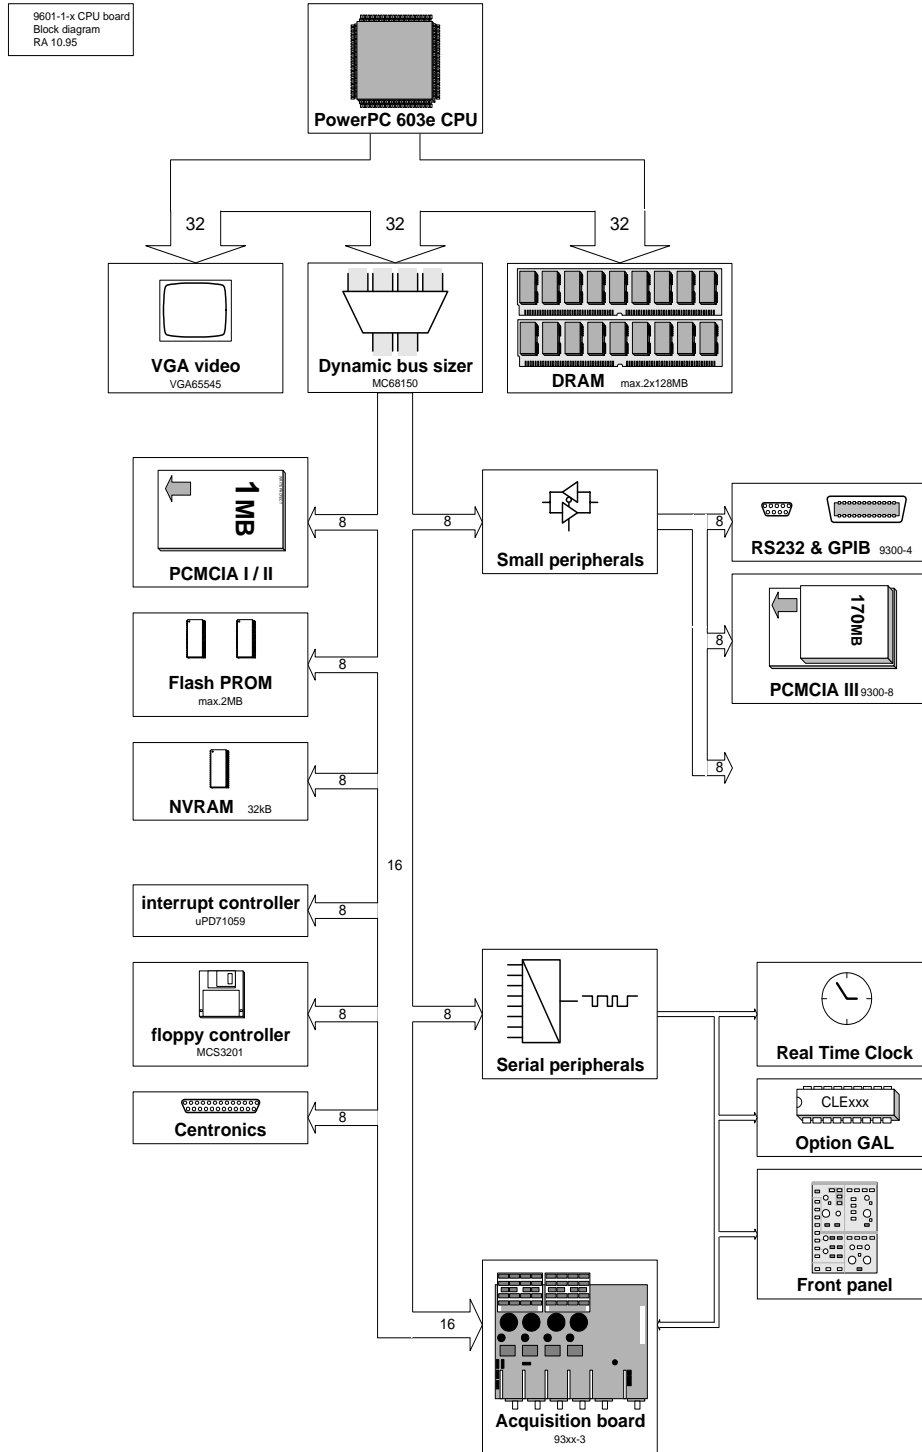 9601-1-x CPU board
Block diagram
RA 10.95
PowerPC 603e CPU
32
32
32
VGA video
VGA65545
Dynamic bus sizer
MC68150
DRAM max.2x128MB
1 MB
PCMCIA I / II
8
8
Small peripherals
8
RS232 & GPIB 9300-4
170MB
8
PCMCIA III 9300-8
8
Flash PROM
max.2MB
8
NVRAM 32kB
8
16
interrupt controller
uPD71059
8
floppy controller
MCS3201
8
8
Serial peripherals
Real Time Clock
Centronics
8
CLExxx
Option GAL
Front panel
16
Acquisition board
93xx-3